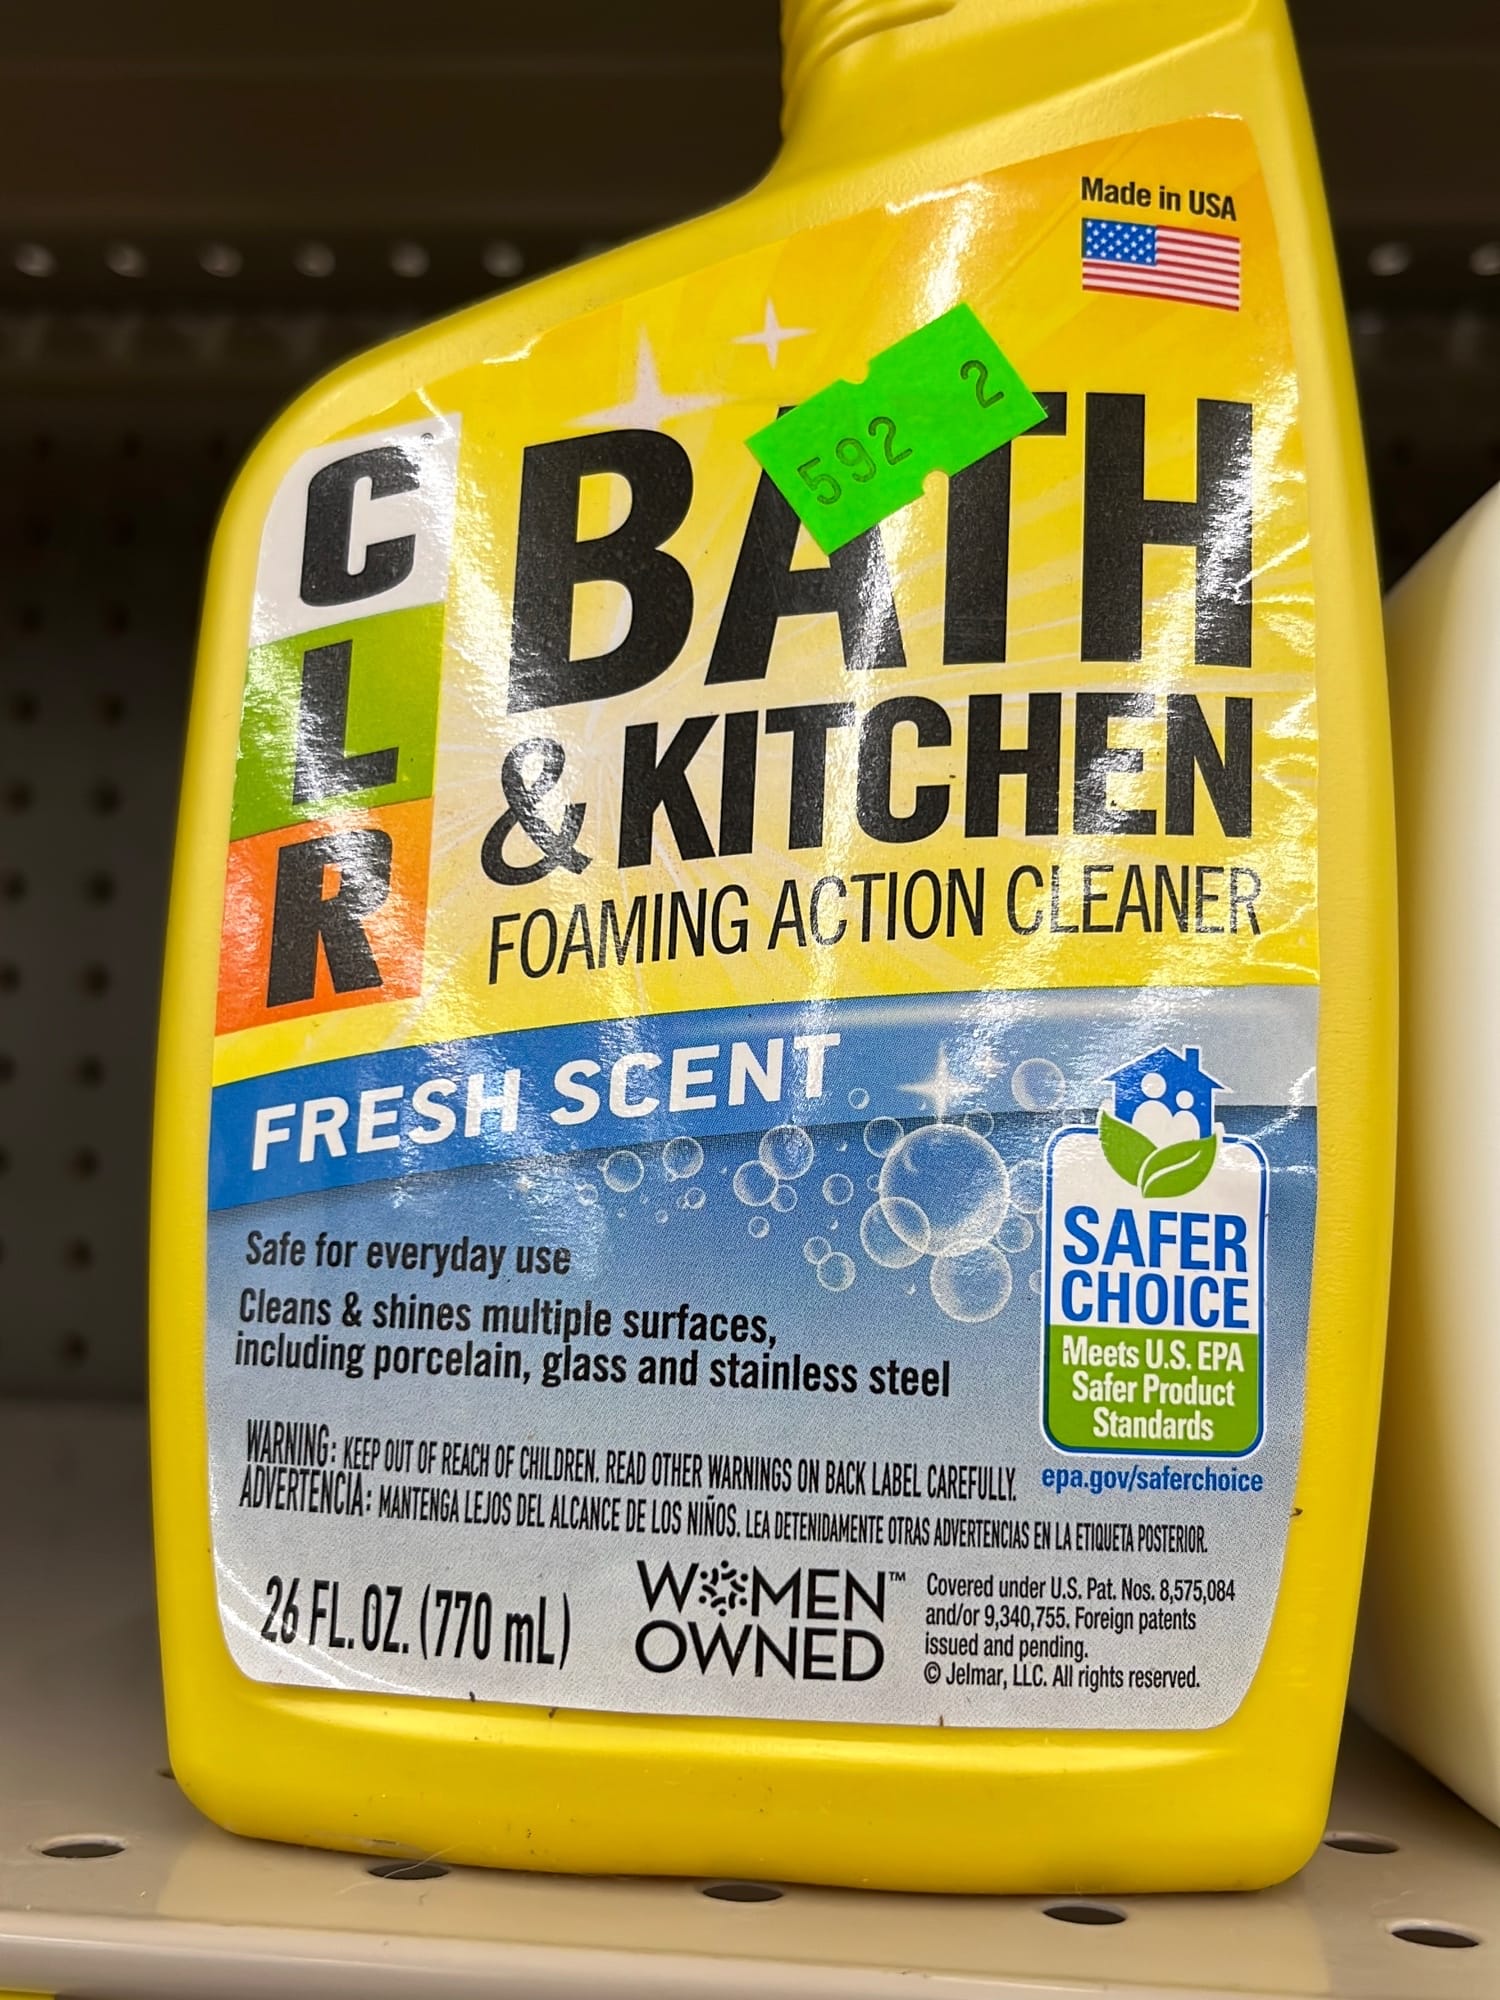 Made in USA
592 2
CLR
BATH
& KITCHEN
FOAMING ACTION CLEANER
FRESH SCENT
Safe for everyday use
Cleans & shines multiple surfaces,
including porcelain, glass and stainless steel
SAFER
CHOICE
Meets U.S. EPA
Safer Product
Standards
epa.gov/saferchoice
WARNING: KEEP OUT OF REACH OF CHILDREN. READ OTHER WARNINGS ON BACK LABEL CAREFULLY.
ADVERTENCIA: MANTENGA LEJOS DEL ALCANCE DE LOS NIÑOS. LEA DETENIDAMENTE OTRAS ADVERTENCIAS EN LA ETIQUETA POSTERIOR.
26 FL. OZ. (770 mL)
WOMEN™
OWNED
Covered under U.S. Pat. Nos. 8,575,084
and/or 9,340,755. Foreign patents
issued and pending.
© Jelmar, LLC. All rights reserved.